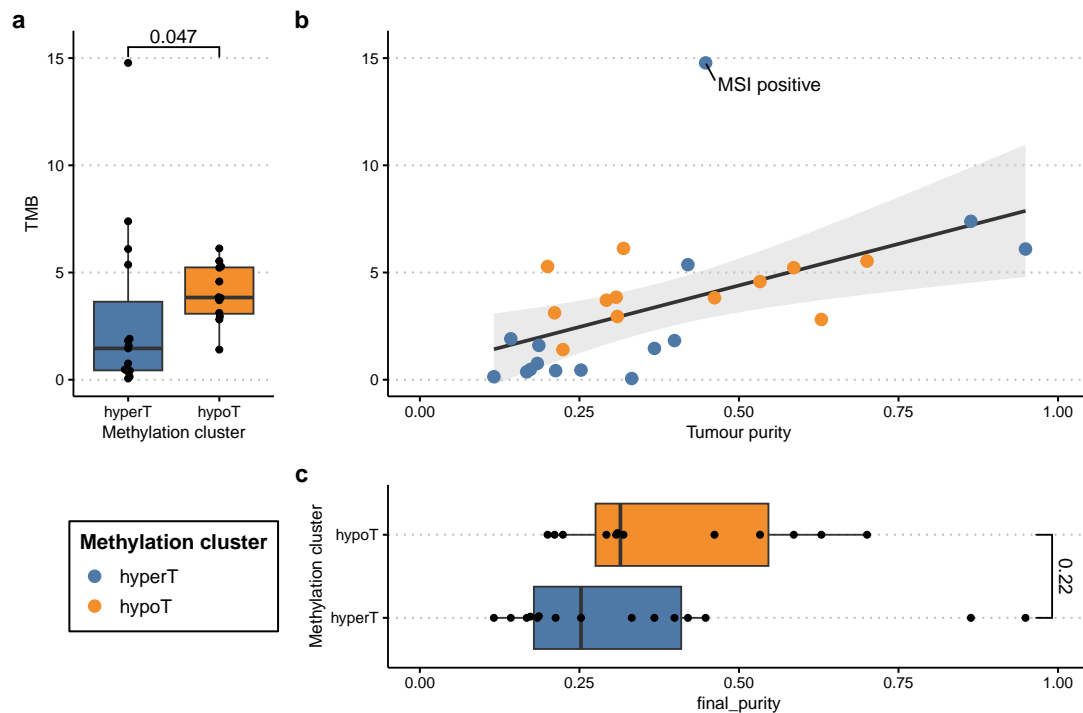 a
b
0.047
15
10
5
0
TMB
hyperT
hypoT
Methylation cluster
15
10
5
0
MSI positive
0.00
0.25
0.50
0.75
1.00
Tumour purity
Methylation cluster
hyperT
hypoT
c
Methylation cluster
hypoT
hyperT
0.22
0.00
0.25
0.50
0.75
1.00
final_purity